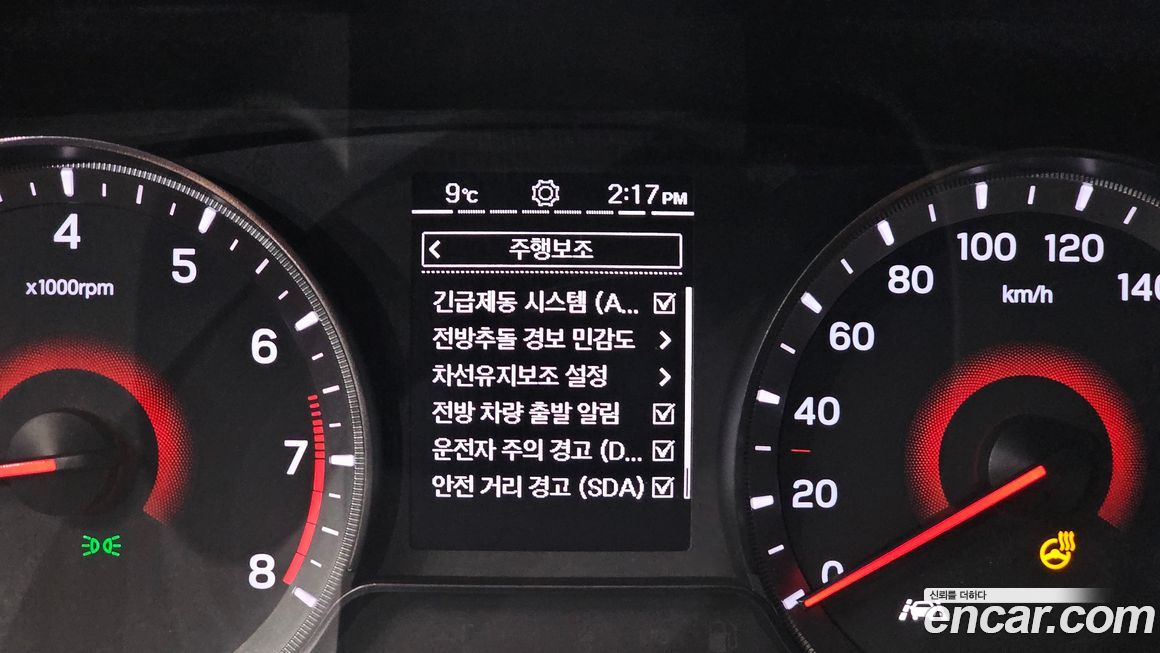 9℃ 2:17 PM
주행보조
긴급제동 시스템 (A...
전방추돌 경보 민감도
차선유지보조 설정
전방 차량 출발 알림
운전자 주의 경고 (D...
안전 거리 경고 (SDA)
4
5
6
7
8
x1000rpm
0
20
40
60
80
100
120
140
km/h
신뢰를 더하다
encar.com